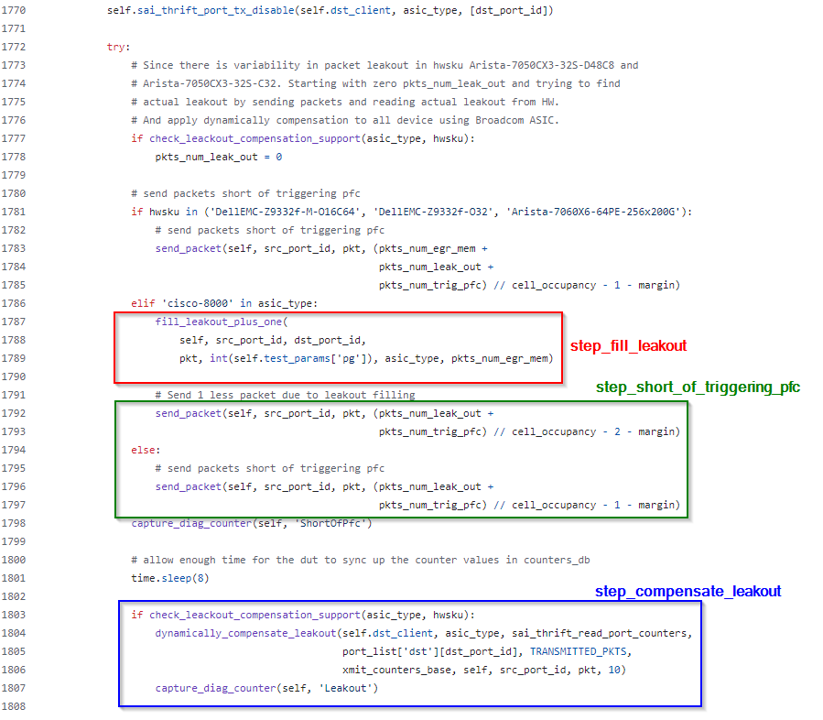 1770 self.sai_thrift_port_tx_disable(self.dst_client, asic_type, [dst_port_id])
1771
1772 try:
1773 # Since there is variability in packet leakout in hwsku Arista-7050CX3-32S-D48C8 and
1774 # Arista-7050CX3-32S-C32. Starting with zero pkts_num_leak_out and trying to find
1775 # actual leakout by sending packets and reading actual leakout from HW.
1776 # And apply dynamically compensation to all device using Broadcom ASIC.
1777 if check_leackout_compensation_support(asic_type, hwsku):
1778 pkts_num_leak_out = 0
1779
1780 # send packets short of triggering pfc
1781 if hwsku in ('DellEMC-Z9332f-M-O16C64', 'DellEMC-Z9332f-O32', 'Arista-7060X6-64PE-256x200G'):
1782 # send packets short of triggering pfc
1783 send_packet(self, src_port_id, pkt, (pkts_num_egr_mem +
1784 pkts_num_leak_out +
1785 pkts_num_trig_pfc) // cell_occupancy - 1 - margin)
1786 elif 'cisco-8000' in asic_type:
1787 fill_leakout_plus_one(
1788 self, src_port_id, dst_port_id,
step_fill_leakout
1789 pkt, int(self.test_params['pg']), asic_type, pkts_num_egr_mem)
1790
step_short_of_triggering_pfc
1791 # Send 1 less packet due to leakout filling
1792 send_packet(self, src_port_id, pkt, (pkts_num_leak_out +
1793 pkts_num_trig_pfc) // cell_occupancy - 2 - margin)
1794 else:
1795 # send packets short of triggering pfc
1796 send_packet(self, src_port_id, pkt, (pkts_num_leak_out +
1797 pkts_num_trig_pfc) // cell_occupancy - 1 - margin)
1798 capture_diag_counter(self, 'ShortOfPfc')
1799
1800 # allow enough time for the dut to sync up the counter values in counters_db
1801 time.sleep(8)
step_compensate_leakout
1802
1803 if check_leackout_compensation_support(asic_type, hwsku):
1804 dynamically_compensate_leakout(self.dst_client, asic_type, sai_thrift_read_port_counters,
1805 port_list['dst'][dst_port_id], TRANSMITTED_PKTS,
1806 xmit_counters_base, self, src_port_id, pkt, 10)
1807 capture_diag_counter(self, 'Leakout')
1808